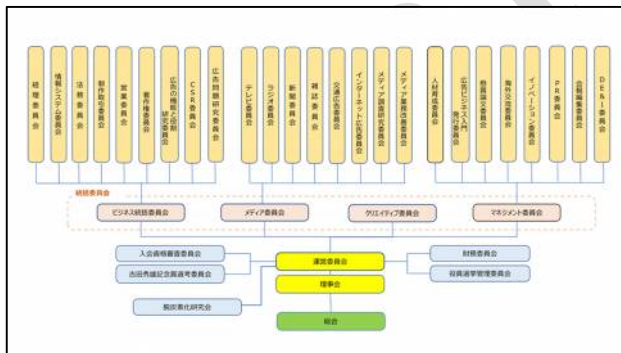 経理委員会
情報システム委員会
法務委員会
制作取引委員会
営業委員会
著作権委員会
広告の機能と役割
研究委員会
CSR委員会
広告問題研究委員会
テレビ委員会
ラジオ委員会
新聞委員会
雑誌委員会
交通広告委員会
インターネット広告委員会
メディア調査研究委員会
メディア業務改善委員会
人材育成委員会
広告ビジネス入門
発行委員会
懸賞論文委員会
海外交流委員会
イノベーション委員会
PR委員会
会報編集委員会
DE&I委員会
統括委員会
ビジネス統括委員会
メディア委員会
クリエイティブ委員会
マネジメント委員会
入会資格審査委員会
吉田秀雄記念賞選考委員会
脱炭素化研究会
運営委員会
理事会
総会
財務委員会
役員選挙管理委員会